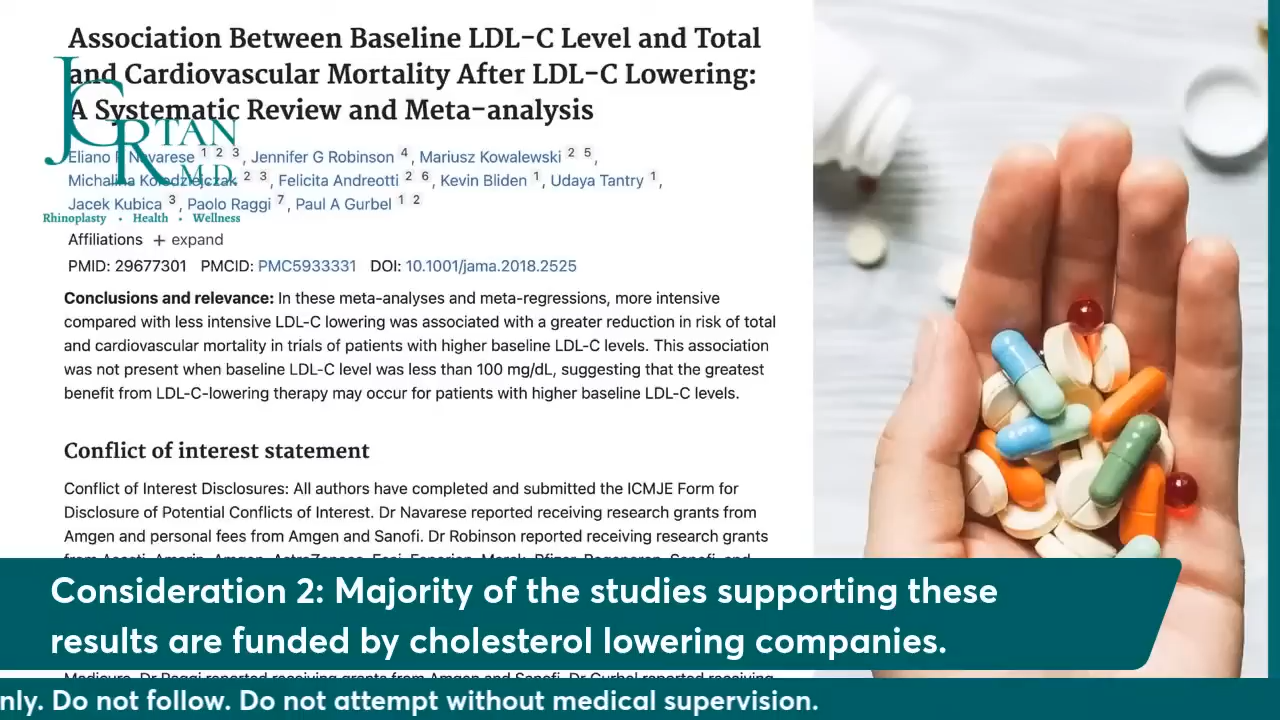 Association Between Baseline LDL-C Level and Total
and Cardiovascular Mortality After LDL-C Lowering:
A Systematic Review and Meta-analysis
JCRTAN
M.D.
Rhinoplasty • Health • Wellness
Eliano P Navarese 1 2 3, Jennifer G Robinson 4, Mariusz Kowalewski 2 5,
Michalina Kolodziejczak 2 3, Felicita Andreotti 2 6, Kevin Bliden 1, Udaya Tantry 1,
Jacek Kubica 3, Paolo Raggi 7, Paul A Gurbel 1 2
Affiliations + expand
PMID: 29677301 PMCID: PMC5933331 DOI: 10.1001/jama.2018.2525
Conclusions and relevance: In these meta-analyses and meta-regressions, more intensive
compared with less intensive LDL-C lowering was associated with a greater reduction in risk of total
and cardiovascular mortality in trials of patients with higher baseline LDL-C levels. This association
was not present when baseline LDL-C level was less than 100 mg/dL, suggesting that the greatest
benefit from LDL-C-lowering therapy may occur for patients with higher baseline LDL-C levels.
Conflict of interest statement
Conflict of Interest Disclosures: All authors have completed and submitted the ICMJE Form for
Disclosure of Potential Conflicts of Interest. Dr Navarese reported receiving research grants from
Amgen and personal fees from Amgen and Sanofi. Dr Robinson reported receiving research grants
Consideration 2: Majority of the studies supporting these
results are funded by cholesterol lowering companies.
nly. Do not follow. Do not attempt without medical supervision.